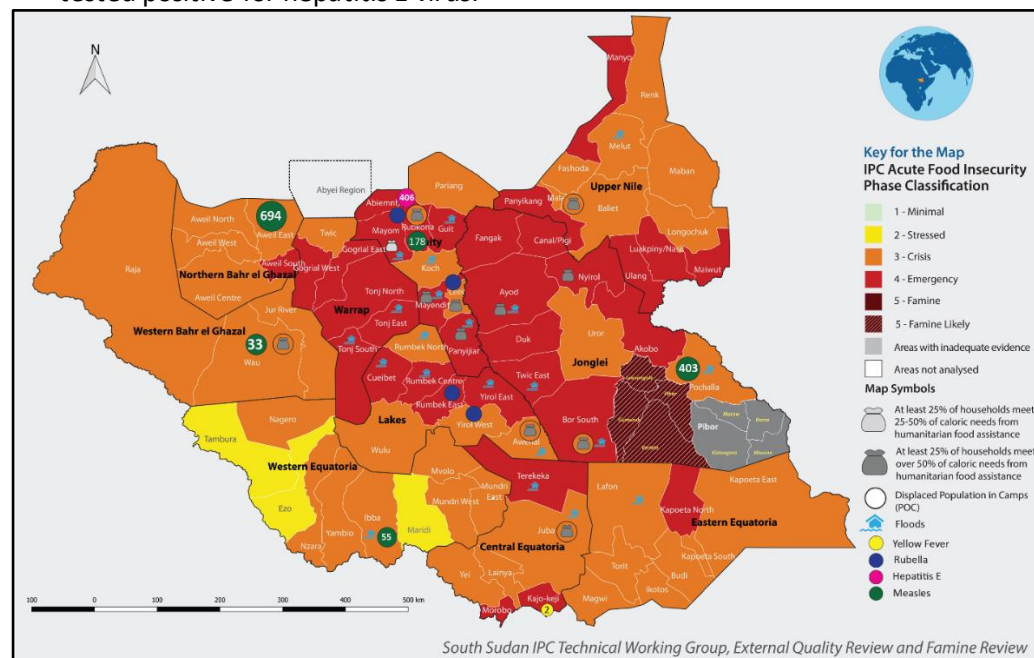 tested positive for hepatitis E virus.
N
Manyo
Renk
Melut
Maban
Fashoda
Upper Nile
Baliet
Longochuk
Panyikang
Pariang
Abyei Region
406
Abiemnh
Rubkona
Mayom
Guit
178
694
Aweil North
Aweil East
Aweil West
Twic
Gogrial East
Koch
Fangak
Canal/Pigi
Luakpiny/Nasir
Maiwut
Ulang
Nyirol
Raja
Northern Bahr el Ghazal
Aweil South
Gogrial West
Aweil Centre
Tonj North
Mayendit
Leer
Ayod
Warrap
Tonj East
Jur River
Western Bahr el Ghazal
33
Wau
Tonj South
Rumbek North
Panyijiar
Duk
Uror
Akobo
Jonglei
403
Pochalla
Cueibet
Rumbek Centre
Rumbek East
Yirol East
Twic East
Lakes
Yirol West
Awerial
Bor South
Pibor
Nagero
Tambura
Wulu
Western Equatoria
Mvolo
Mundri East
Mundri West
Terekeka
Lafon
Kapoeta East
Kapoeta North
Eastern Equatoria
Ezo
Ibba
Maridi
Yambio
55
Nzara
Juba
Central Equatoria
Yei
Lainya
Torit
Kapoeta South
Budi
Ikotos
Magwi
Morobo
Kajo-keji
2
100 0 100 200 300 400 500 km
Key for the Map
IPC Acute Food Insecurity
Phase Classification
1 - Minimal
2 - Stressed
3 - Crisis
4 - Emergency
5 - Famine
5 - Famine Likely
Areas with inadequate evidence
Areas not analysed
Map Symbols
At least 25% of households meet
25-50% of caloric needs from
humanitarian food assistance
At least 25% of households meet
over 50% of caloric needs from
humanitarian food assistance
Displaced Population in Camps
(POC)
Floods
Yellow Fever
Rubella
Hepatitis E
Measles
South Sudan IPC Technical Working Group, External Quality Review and Famine Review